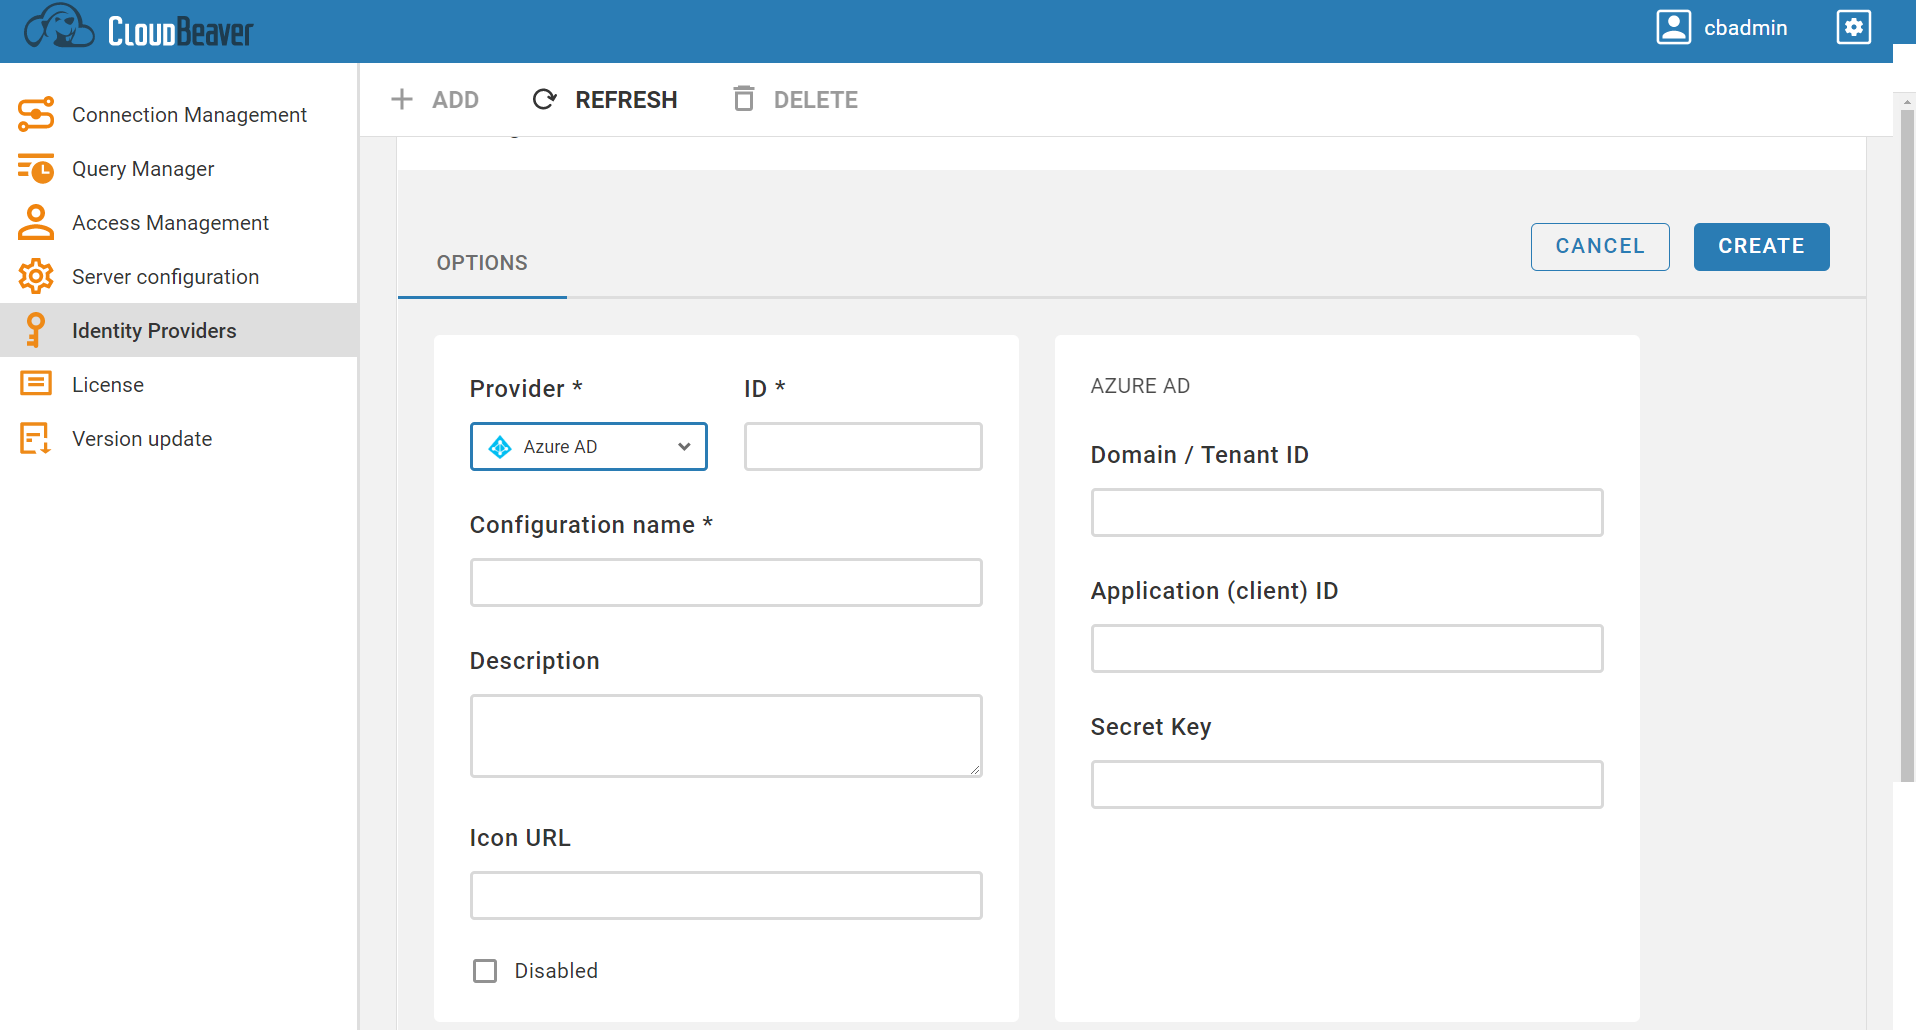 CloudBeaver
cbadmin
Connection Management
Query Manager
Access Management
Server configuration
Identity Providers
License
Version update
ADD REFRESH DELETE
OPTIONS
CANCEL CREATE
Provider * ID *
Azure AD
Configuration name *
Description
Icon URL
Disabled
AZURE AD
Domain / Tenant ID
Application (client) ID
Secret Key